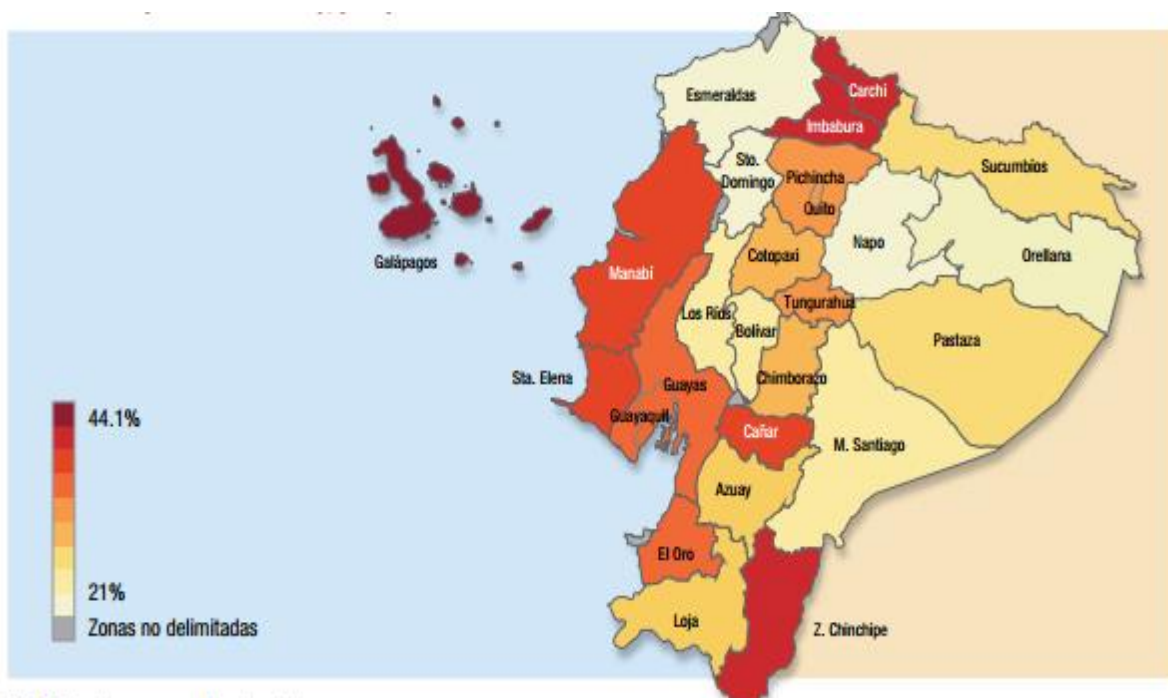 Carchi
Esmeraldas
Imbabura
Sto.
Domingo
Pichincha
Sucumbios
Quito
Napo
Galápagos
Manabí
Cotopaxi
Orellana
Tungurahua
Los Ríos
Bolívar
Pastaza
Sta. Elena
Guayas
Chimborazo
Guayaquil
44.1%
Cañar
M. Santiago
Azuay
El Oro
21%
Zonas no delimitadas
Loja
Z. Chinchipe